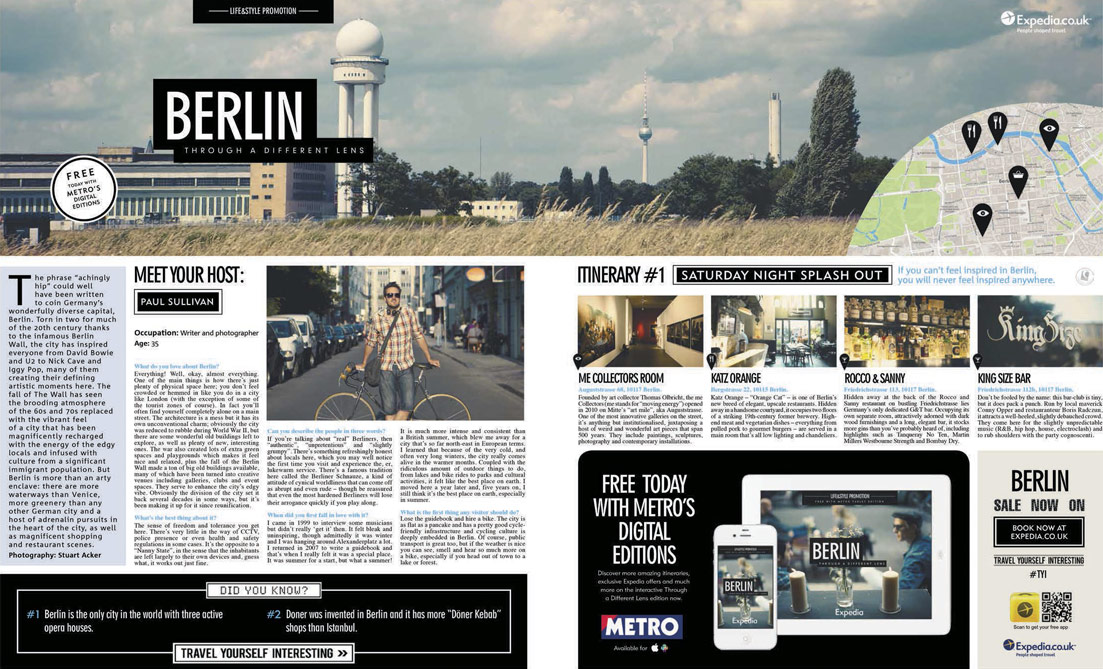 LIFE&STYLE PROMOTION
Expedia.co.uk
People shaped travel
BERLIN
THROUGH A DIFFERENT LENS
FREE
TODAY WITH
METRO'S
DIGITAL
EDITIONS
The phrase "achingly
hip" could well
have been written
to coin Germany's
wonderfully diverse capital,
Berlin. Torn in two for much
of the 20th century thanks
to the infamous Berlin
Wall, the city has inspired
everyone from David Bowie
and U2 to Nick Cave and
Iggy Pop, many of them
creating their defining
artistic moments here. The
fall of The Wall has seen
the brooding atmosphere
of the 60s and 70s replaced
with the vibrant feel
of a city that has been
magnificently recharged
with the energy of the edgy
locals and infused with
culture from a significant
immigrant population. But
Berlin is more than an arty
enclave: there are more
waterways than Venice,
more greenery than any
other German city and a
host of adrenalin pursuits in
the heart of the city, as well
as magnificent shopping
and restaurant scenes.
Photography: Stuart Acker
MEET YOUR HOST:
PAUL SULLIVAN
Occupation: Writer and photographer
Age: 35
What do you love about Berlin?
Everything! Well, okay, almost everything.
One of the main things is how there's just
plenty of physical space here; you don't feel
crowded or hemmed in like you do in a city
like London (with the exception of some of
the tourist zones of course). In fact you'll
often find yourself completely alone on a main
street. The architecture is a mess but it has its
own unconventional charm; obviously the city
was reduced to rubble during World War II, but
there are some wonderful old buildings left to
explore, as well as plenty of new, interesting
ones. The war also created lots of extra green
spaces and playgrounds which makes it feel
nice and relaxed, plus the fall of the Berlin
Wall made a ton of big old buildings available,
many of which have been turned into creative
venues including galleries, clubs and event
spaces. They serve to enhance the city's edgy
vibe. Obviously the division of the city set it
back several decades in some ways, but it's
been making it up for it since reunification.
What's the best thing about it?
The sense of freedom and tolerance you get
here. There's very little in the way of CCTV,
police presence or even health and safety
regulations in some cases. It's the opposite to a
"Nanny State", in the sense that the inhabitants
are left largely to their own devices and, guess
what, it works out just fine.
Can you describe the people in three words?
If you're talking about "real" Berliners, then
"authentic", "unpretentious" and "slightly
grumpy". There's something refreshingly honest
about locals here, which you may well notice
the first time you visit and experience the, er,
lukewarm service. There's a famous tradition
here called the Berliner Schnauze, a kind of
attitude of cynical worldliness that can come off
as abrupt and even rude – though be reassured
that even the most hardened Berliners will lose
their arrogance quickly if you play along.
When did you first fall in love with it?
I came in 1999 to interview some musicians
but didn't really 'get it' then. It felt bleak and
uninspiring, though admittedly it was winter
and I was hanging around Alexanderplatz a lot.
I returned in 2007 to write a guidebook and
that's when I really felt it was a special place.
It was summer for a start, but what a summer!
It is much more intense and consistent than
a British summer, which blew me away for a
city that's so far north-east in European terms.
I learned that because of the very cold, and
often very long winters, the city really comes
alive in the warmer months. Coupled with the
ridiculous amount of outdoor things to do,
from lakes and bike rides to parks and cultural
activities, it felt like the best place on earth. I
moved here a year later and, five years on, I
still think it's the best place on earth, especially
in summer.
What is the first thing any visitor should do?
Lose the guidebook and hire a bike. The city is
as flat as a pancake and has a pretty good cycle-
friendly infrastructure and cycling culture is
deeply embedded in Berlin. Of course, public
transport is great too, but if the weather is nice
you can see, smell and hear so much more on
a bike, especially if you head out of town to a
lake or forest.
DID YOU KNOW?
#1 Berlin is the only city in the world with three active
opera houses.
#2 Doner was invented in Berlin and it has more "Döner Kebab"
shops than Istanbul.
TRAVEL YOURSELF INTERESTING »
ITINERARY #1
SATURDAY NIGHT SPLASH OUT
If you can't feel inspired in Berlin,
you will never feel inspired anywhere.
ME COLLECTORS ROOM
Auguststrasse 68, 10117 Berlin.
Founded by art collector Thomas Olbricht, the me
Collectors (me stands for "moving energy") opened
in 2010 on Mitte's "art mile", aka Auguststrasse.
One of the most innovative galleries on the street,
it's anything but institutionalised, juxtaposing a
host of weird and wonderful art pieces that span
500 years. They include paintings, sculptures,
photography and contemporary installations.
KATZ ORANGE
Bergstrasse 22, 10115 Berlin.
Katz Orange – "Orange Cat" – is one of Berlin's
new breed of elegant, upscale restaurants. Hidden
away in a handsome courtyard, it occupies two floors
of a striking 19th-century former brewery. High-
end meat and vegetarian dishes – everything from
pulled pork to gourmet burgers – are served in a
main room that's all low lighting and chandeliers.
ROCCO & SANNY
Friedrichstrasse 113, 10117 Berlin.
Hidden away at the back of the Rocco and
Sanny restaurant on bustling Friedrichstrasse lies
Germany's only dedicated G&T bar. Occupying its
own separate room, attractively adorned with dark
wood furnishings and a long, elegant bar, it stocks
more gins than you've probably heard of, including
highlights such as Tanqueray No Ten, Martin
Millers Westbourne Strength and Bombay Dry.
King Size
KING SIZE BAR
Friedrichstrasse 112b, 10117 Berlin.
Don't be fooled by the name: this bar-club is tiny,
but it does pack a punch. Run by local maverick
Conny Opper and restaurateur Boris Radczun,
it attracts a well-heeled, slightly debauched crowd.
They come here for the slightly unpredictable
music (R&B, hip hop, home, electroclash) and
to rub shoulders with the party cognoscenti.
FREE TODAY
WITH METRO'S
DIGITAL
EDITIONS
Discover more amazing itineraries,
exclusive Expedia offers and much
more on the interactive Through
a Different Lens edition now.
METRO
Available for
LIFE&STYLE PROMOTION
BERLIN
THROUGH A DIFFERENT LENS
Expedia
BERLIN
Expedia
BERLIN
SALE NOW ON
BOOK NOW AT
EXPEDIA.CO.UK
TRAVEL YOURSELF INTERESTING
#TYI
Scan to get your free app
Expedia.co.uk
People shaped travel